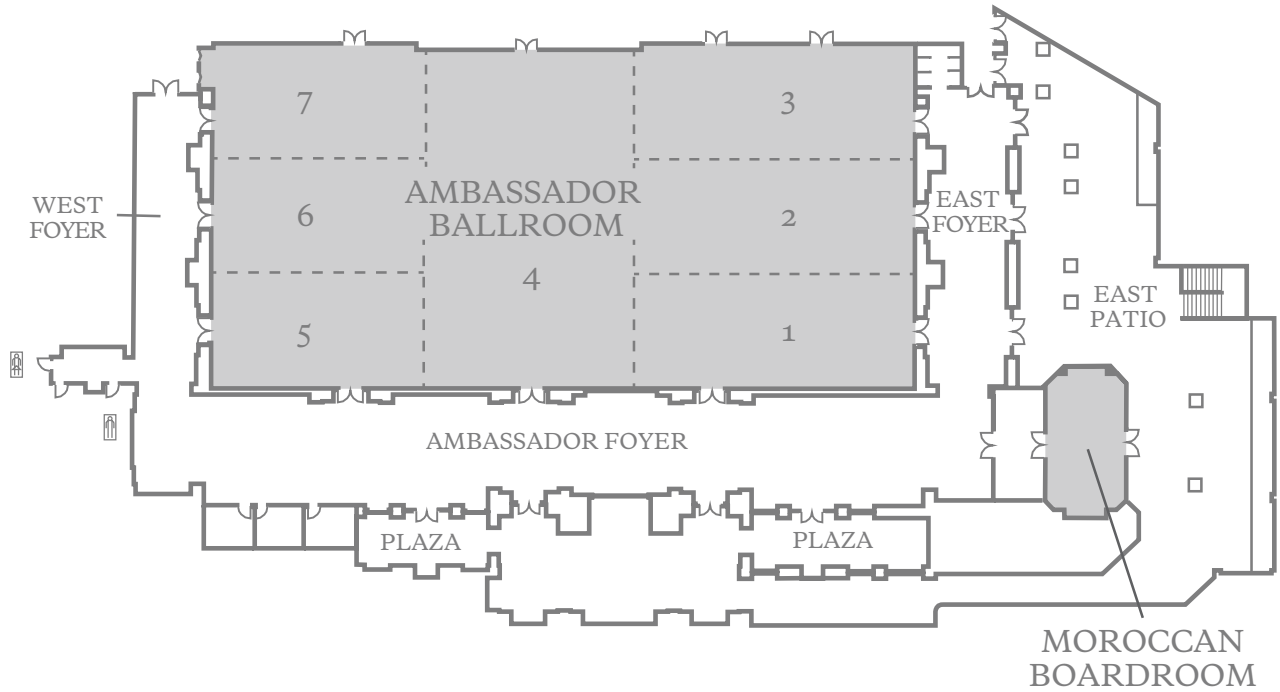 7
3
WEST
FOYER
6
AMBASSADOR
BALLROOM
2
EAST
FOYER
4
5
1
EAST
PATIO
AMBASSADOR FOYER
PLAZA
PLAZA
MOROCCAN
BOARDROOM